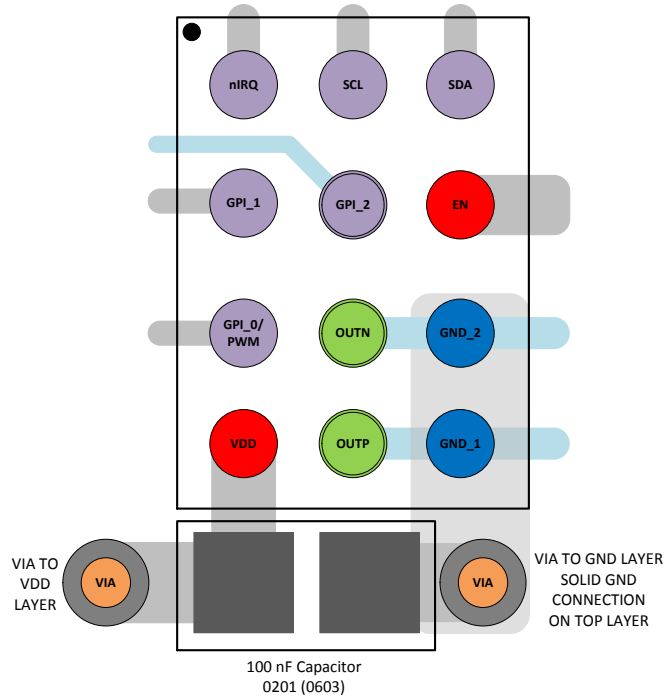 nIRQ
SCL
SDA
GPI_1
GPI_2
EN
GPI_0/
PWM
OUTN
GND_2
VDD
OUTP
GND_1
VIA TO
VDD
LAYER
VIA
VIA
VIA TO GND LAYER
SOLID GND
CONNECTION
ON TOP LAYER
100 nF Capacitor
0201 (0603)